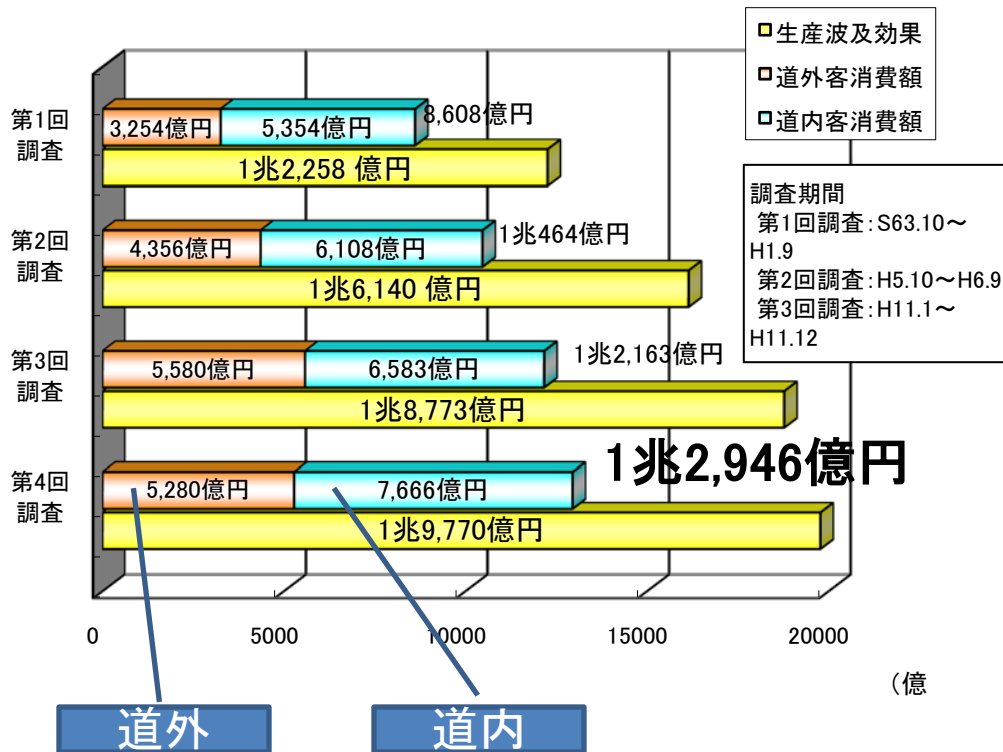 生産波及効果
道外客消費額
道内客消費額
調査期間
第1回調査:S63.10～
H1.9
第2回調査:H5.10～H6.9
第3回調査:H11.1～
H11.12
第1回
調査
3,254億円
5,354億円
8,608億円
1兆2,258 億円
第2回
調査
4,356億円
6,108億円
1兆464億円
1兆6,140 億円
第3回
調査
5,580億円
6,583億円
1兆2,163億円
1兆8,773億円
第4回
調査
5,280億円
7,666億円
1兆2,946億円
1兆9,770億円
0
5000
10000
15000
20000
（億
道外
道内